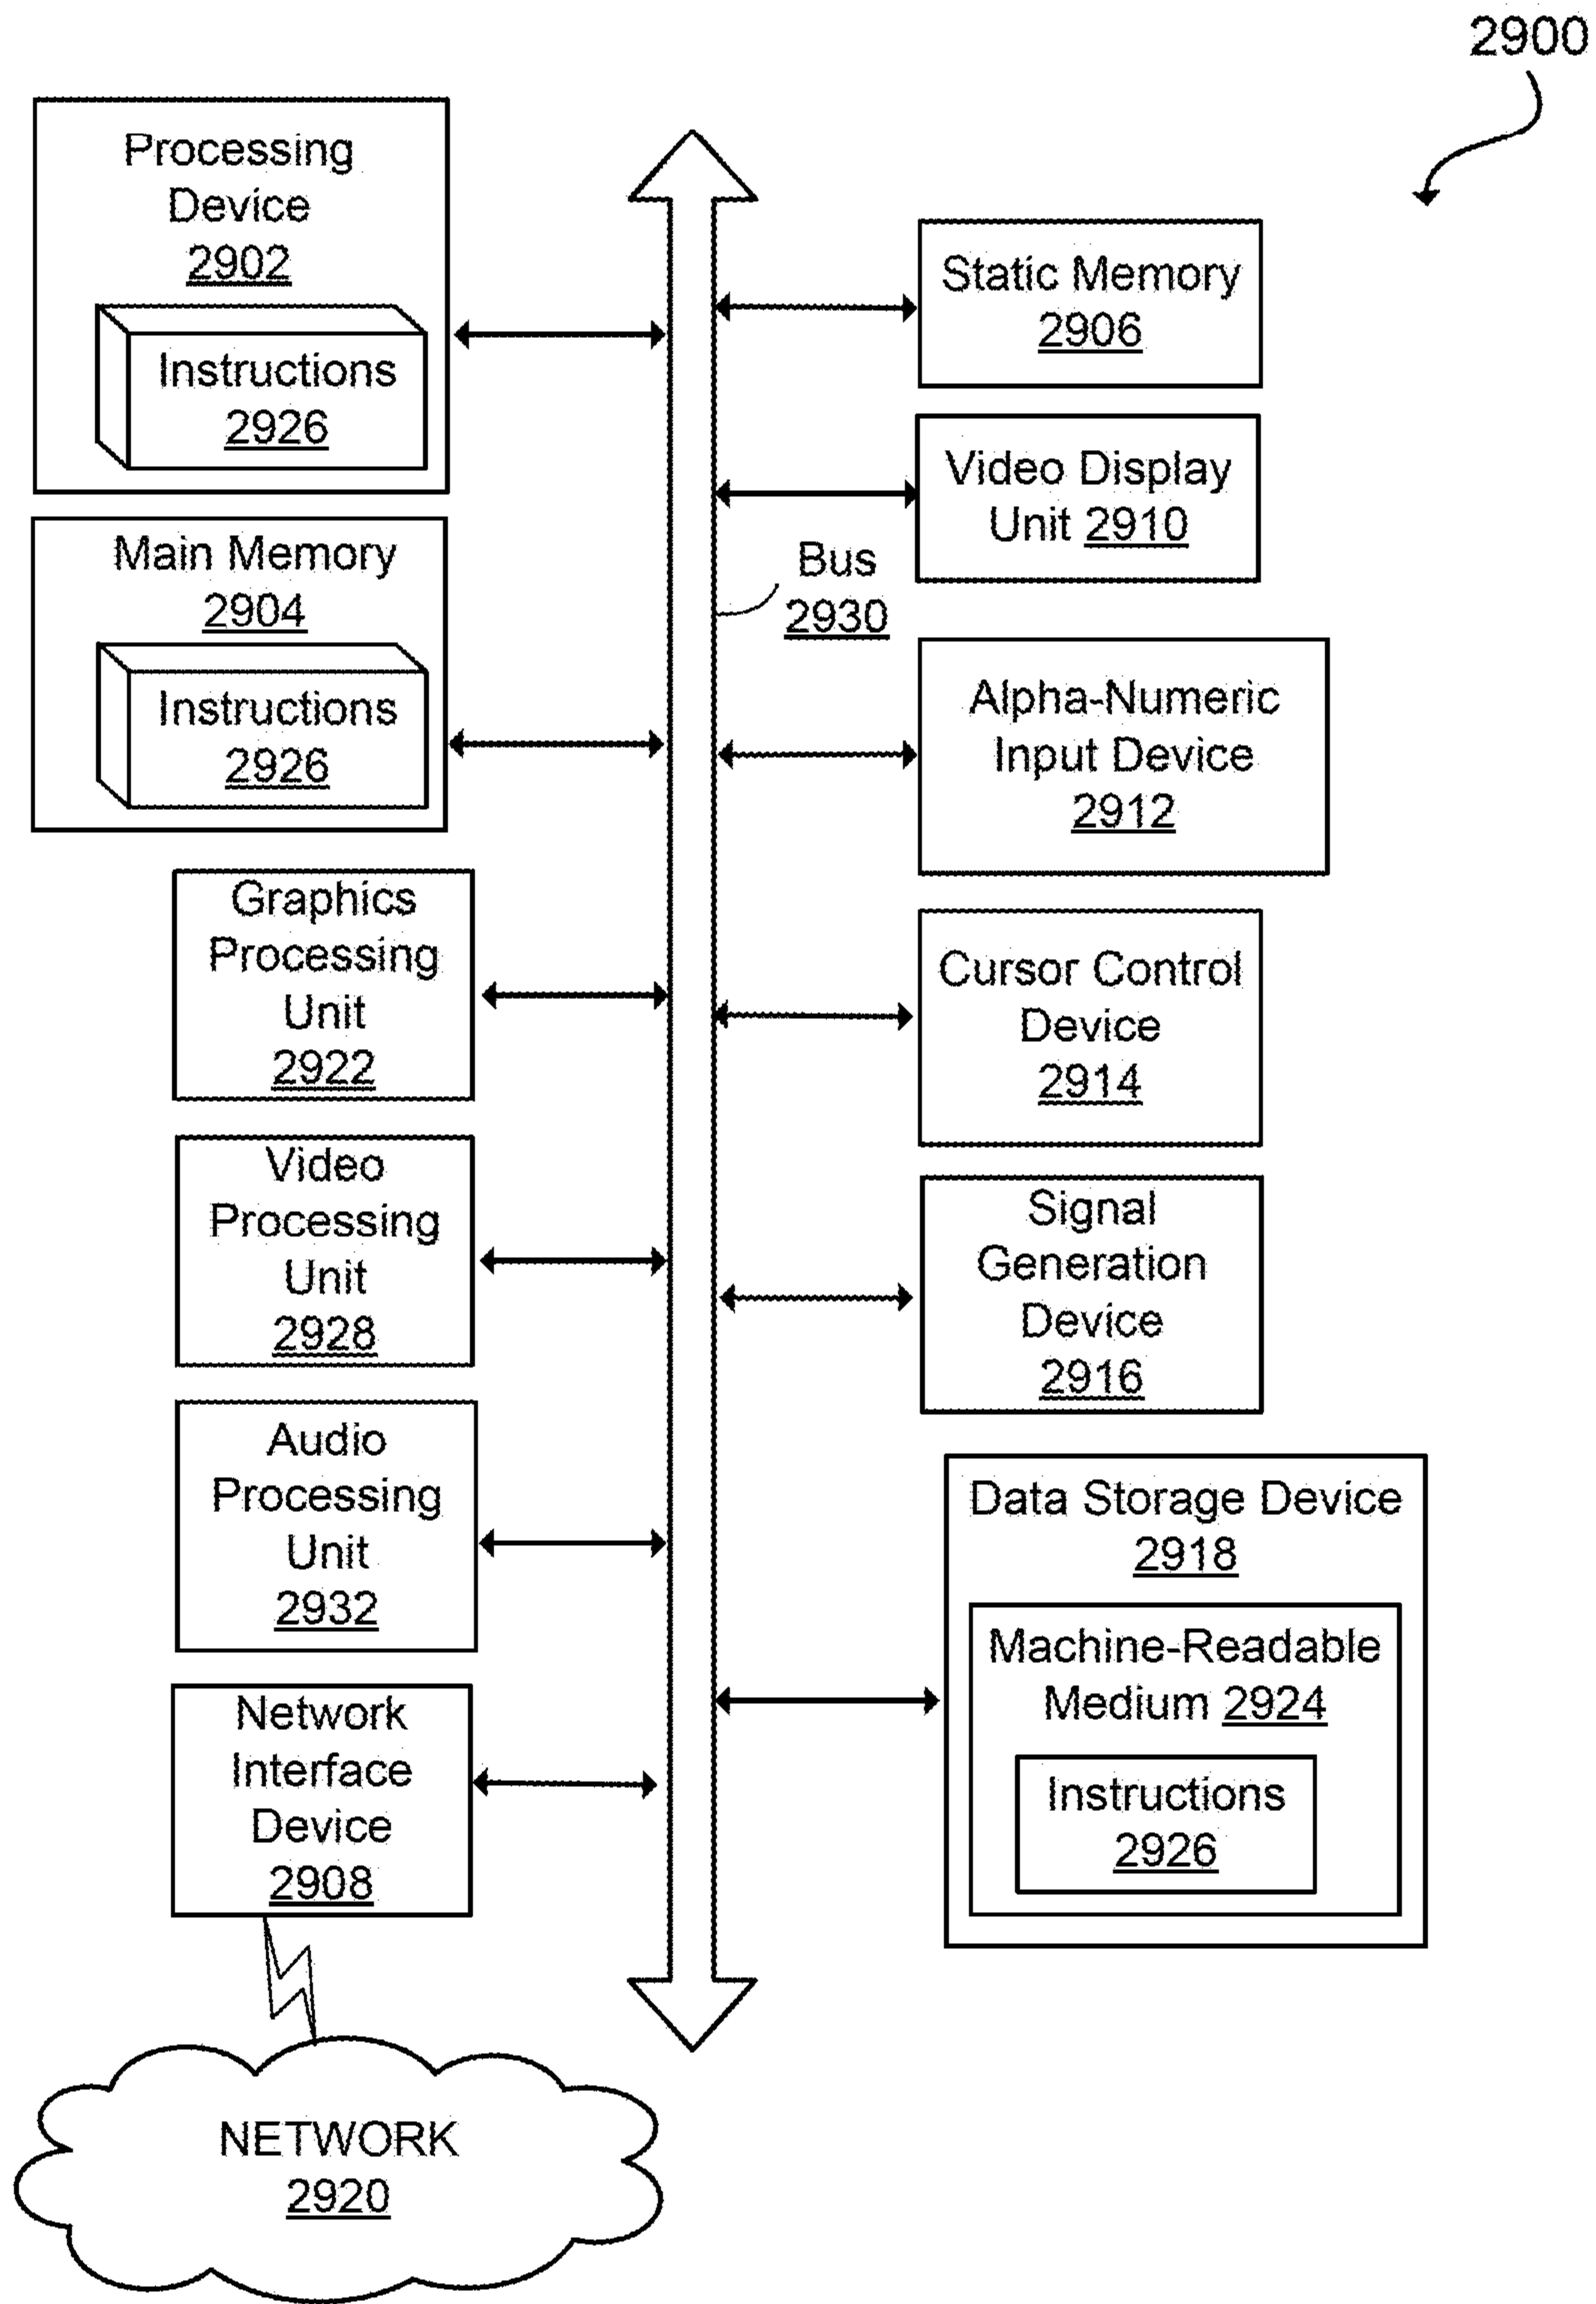 2900
Processing
Device
2902
Instructions
2926
Main Memory
2904
Instructions
2926
Graphics
Processing
Unit
2922
Video
Processing
Unit
2928
Audio
Processing
Unit
2932
Network
Interface
Device
2908
NETWORK
2920
Bus
2930
Static Memory
2906
Video Display
Unit 2910
Alpha-Numeric
Input Device
2912
Cursor Control
Device
2914
Signal
Generation
Device
2916
Data Storage Device
2918
Machine-Readable
Medium 2924
Instructions
2926